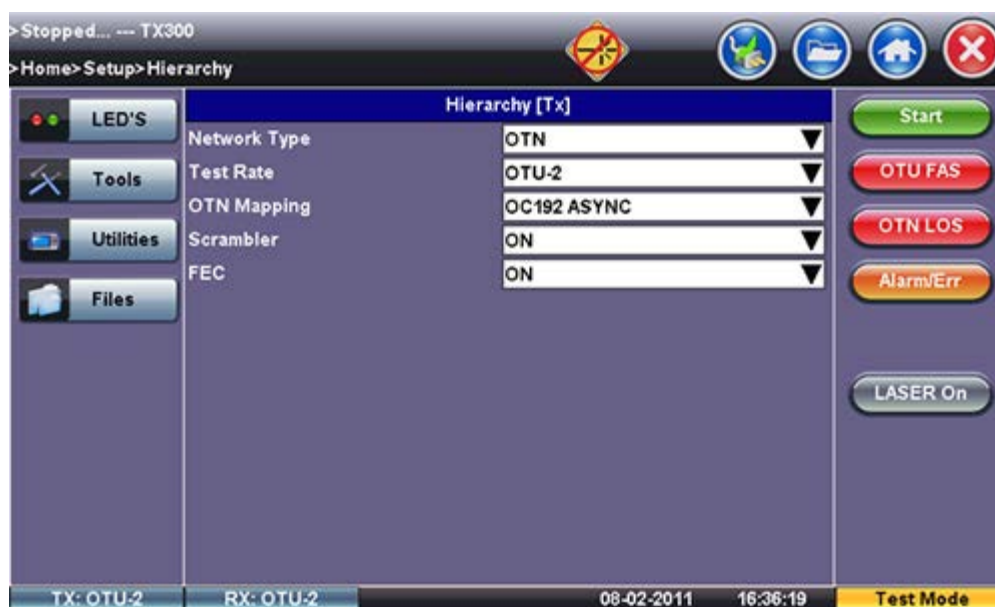 >Stopped... --- TX300
>Home>Setup>Hierarchy
LED'S
Tools
Utilities
Files
Hierarchy [Tx]
Network Type OTN
Test Rate OTU-2
OTN Mapping OC192 ASYNC
Scrambler ON
FEC ON
Start
OTU FAS
OTN LOS
Alarm/Err
LASER On
TX: OTU-2 RX: OTU-2 08-02-2011 16:36:19 Test Mode